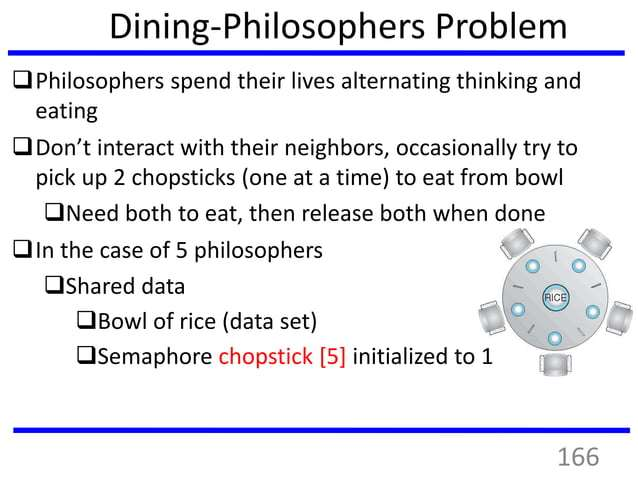 Dining-Philosophers Problem
❑Philosophers spend their lives alternating thinking and
eating
❑Don’t interact with their neighbors, occasionally try to
pick up 2 chopsticks (one at a time) to eat from bowl
❑Need both to eat, then release both when done
❑In the case of 5 philosophers
❑Shared data
❑Bowl of rice (data set)
❑Semaphore chopstick [5] initialized to 1
RICE
166